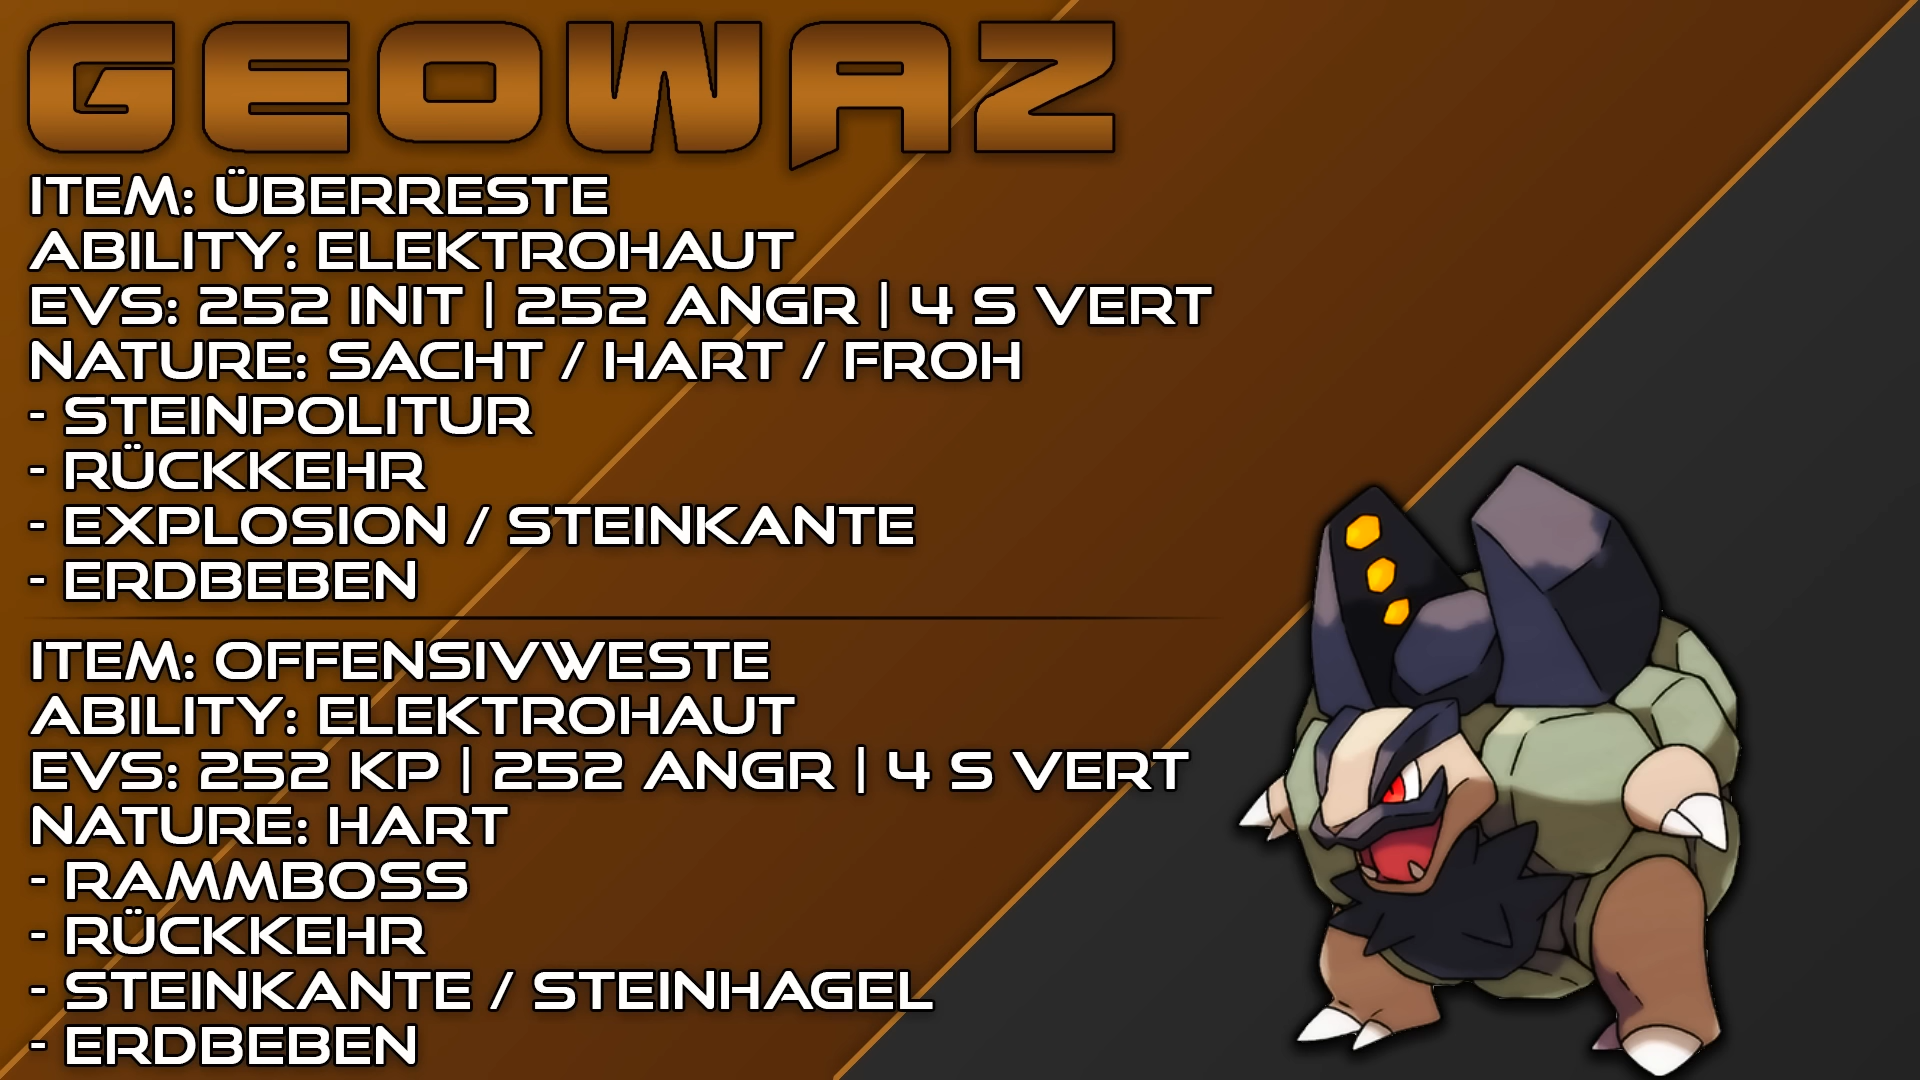 GEOWAZ
ITEM: ÜBERRESTE
ABILITY: ELEKTROHAUT
EVS: 252 INIT | 252 ANGR | 4 S VERT
NATURE: SACHT / HART / FROH
- STEINPOLITUR
- RÜCKKEHR
- EXPLOSION / STEINKANTE
- ERDBEBEN
ITEM: OFFENSIVWESTE
ABILITY: ELEKTROHAUT
EVS: 252 KP | 252 ANGR | 4 S VERT
NATURE: HART
- RAMMBOSS
- RÜCKKEHR
- STEINKANTE / STEINHAGEL
- ERDBEBEN